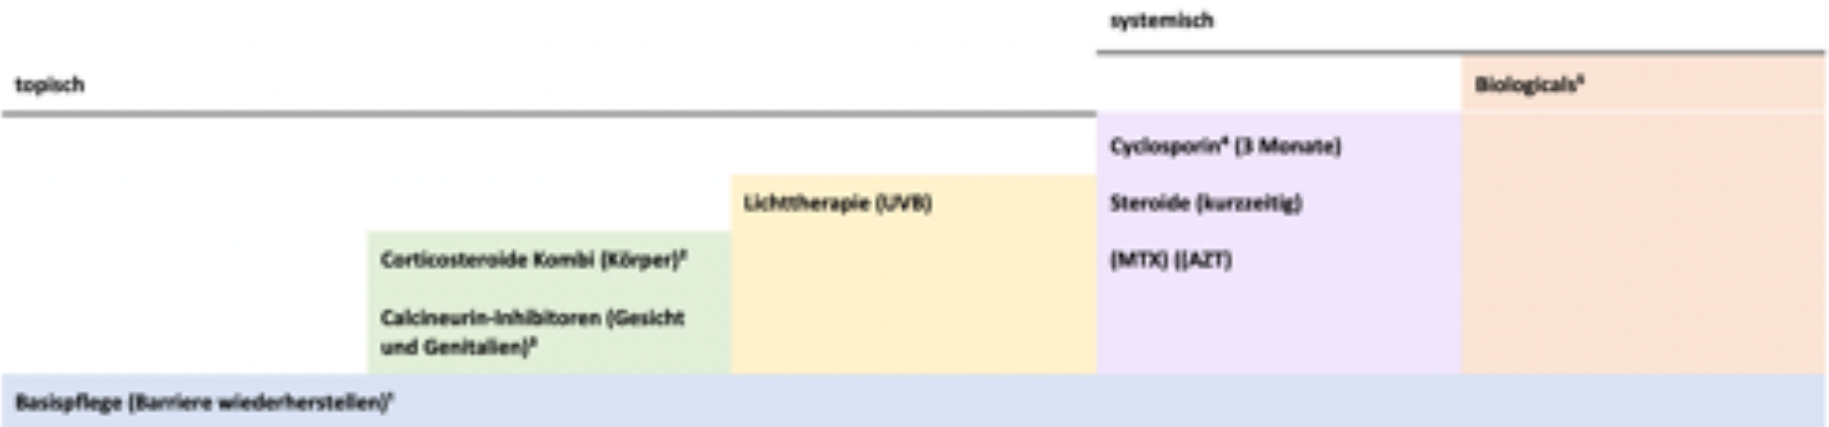 systemisch
topisch
Biologicals⁵
Cyclosporin⁴ (3 Monate)
Lichttherapie (UVB)
Steroide (kurzzeitig)
Corticosteroide Kombi (Körper)²
(MTX) ((AZT)
Calcineurin-Inhibitoren (Gesicht
und Genitalien)³
Basispflege (Barriere wiederherstellen)¹